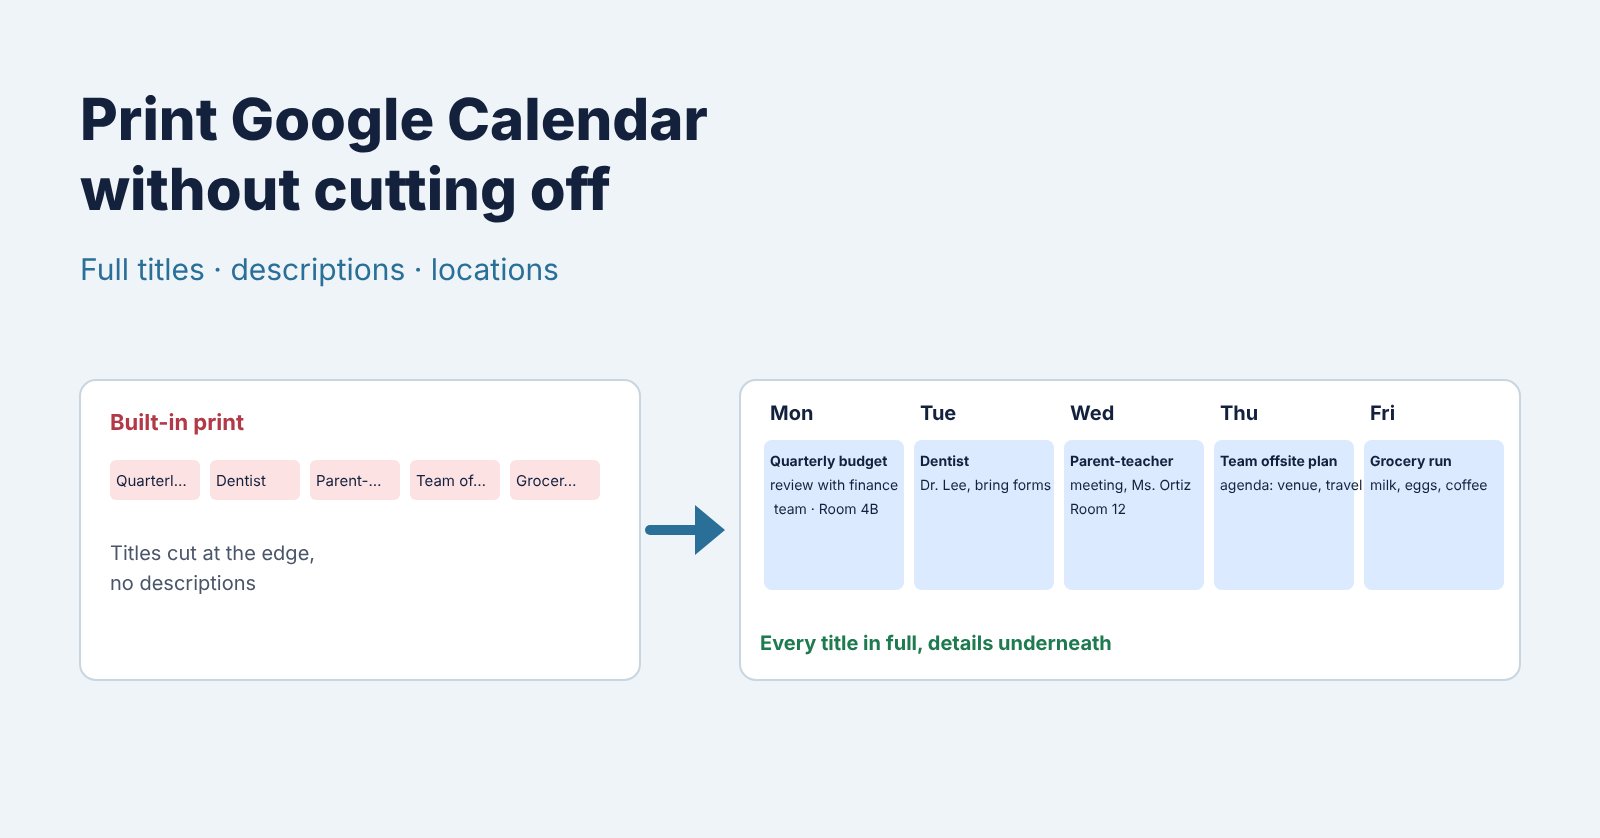 Print Google Calendar
without cutting off
Full titles · descriptions · locations
Built-in print
Quarterl...
Dentist
Parent-...
Team of...
Grocer...
Titles cut at the edge,
no descriptions
Mon
Tue
Wed
Thu
Fri
Quarterly budget
review with finance
team · Room 4B
Dentist
Dr. Lee, bring forms
Parent-teacher
meeting, Ms. Ortiz
Room 12
Team offsite plan
agenda: venue, travel
Grocery run
milk, eggs, coffee
Every title in full, details underneath